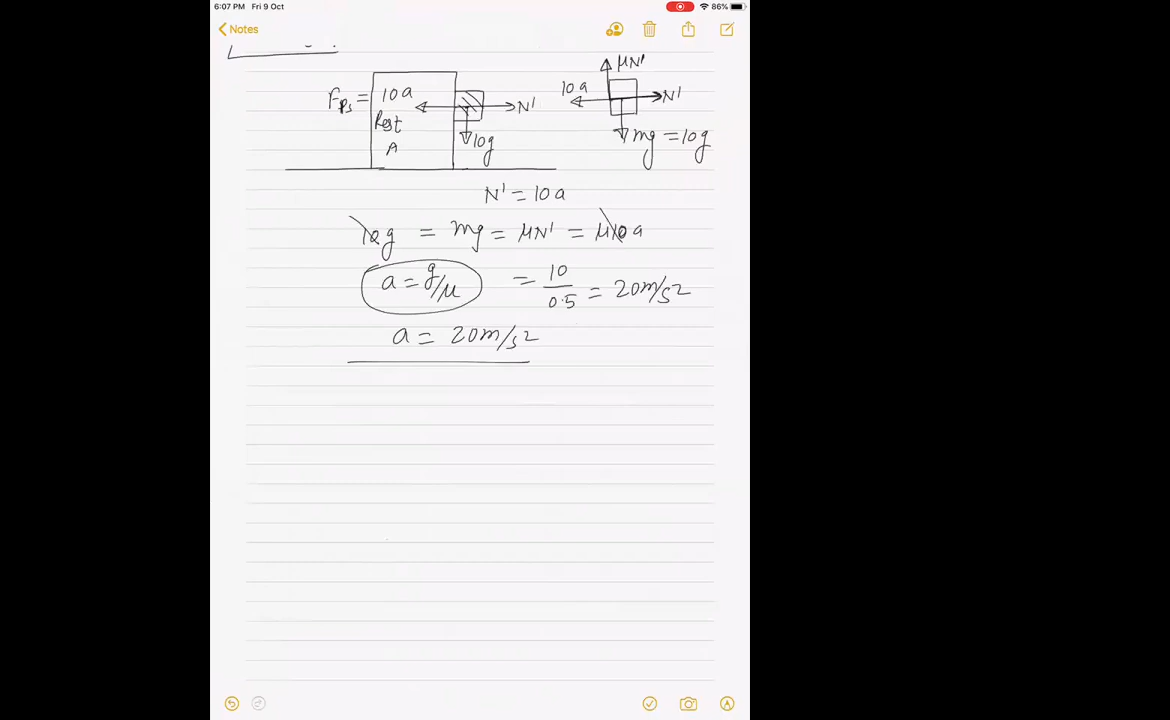 6:07 PM Fri 9 Oct
86%
Notes
μN'
F_Ps = 10a
10a
N'
N'
Rest
10g
mg = 10g
A
N' = 10a
10g = mg = μN' = μ10a
a = g/μ = 10/0.5 = 20m/s²
a = 20m/s²